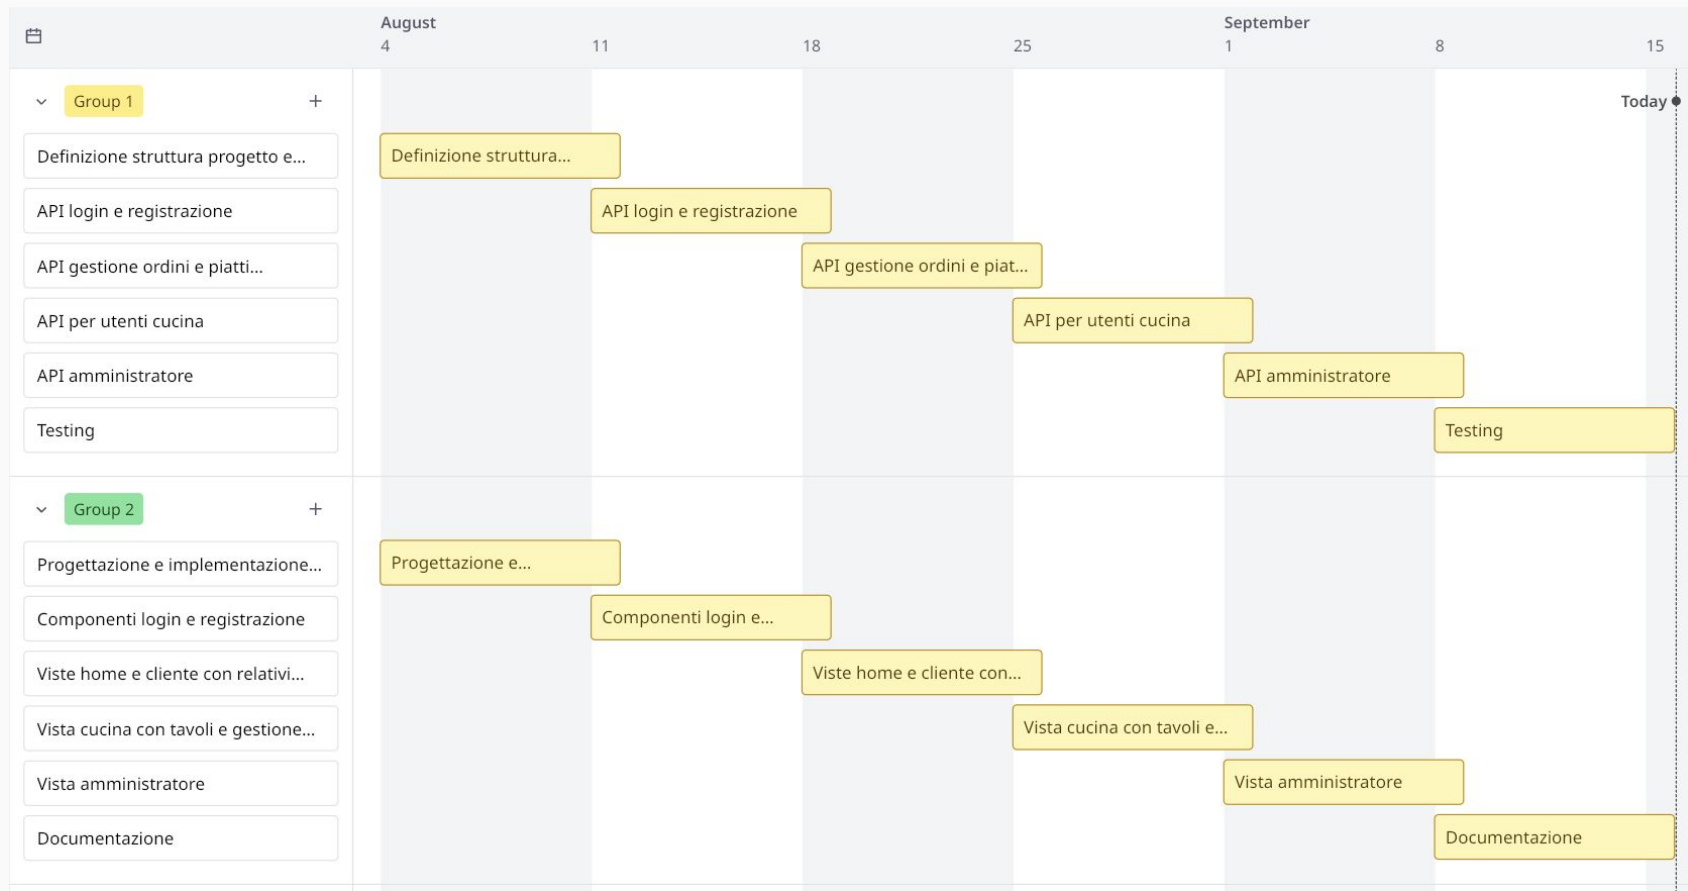 August September
4 11 18 25 1 8 15
Group 1 +
Today
Definizione struttura progetto e... Definizione struttura...
API login e registrazione API login e registrazione
API gestione ordini e piatti... API gestione ordini e piat...
API per utenti cucina API per utenti cucina
API amministratore API amministratore
Testing Testing
Group 2 +
Progettazione e implementazione... Progettazione e...
Componenti login e registrazione Componenti login e...
Viste home e cliente con relativi... Viste home e cliente con...
Vista cucina con tavoli e gestione... Vista cucina con tavoli e...
Vista amministratore Vista amministratore
Documentazione Documentazione